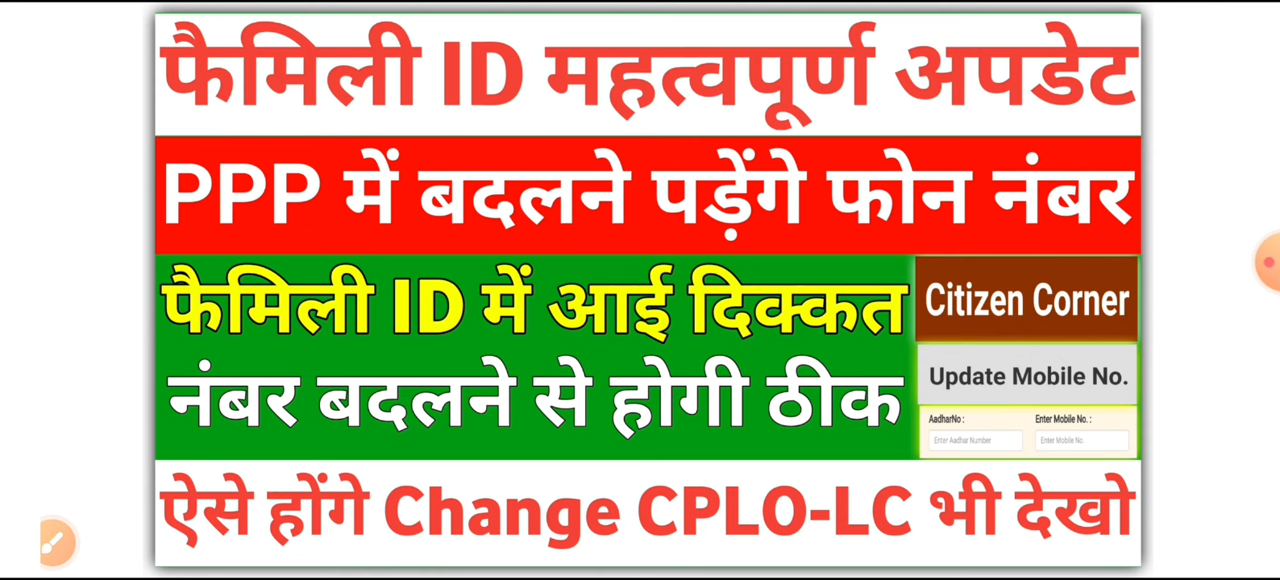 फैमिली ID महत्वपूर्ण अपडेट
PPP में बदलने पड़ेंगे फोन नंबर
फैमिली ID में आई दिक्कत
नंबर बदलने से होगी ठीक
Citizen Corner
Update Mobile No.
AadharNo :
Enter Mobile No. :
Enter Aadhar Number
Enter Mobile No.
ऐसे होंगे Change CPLO-LC भी देखो